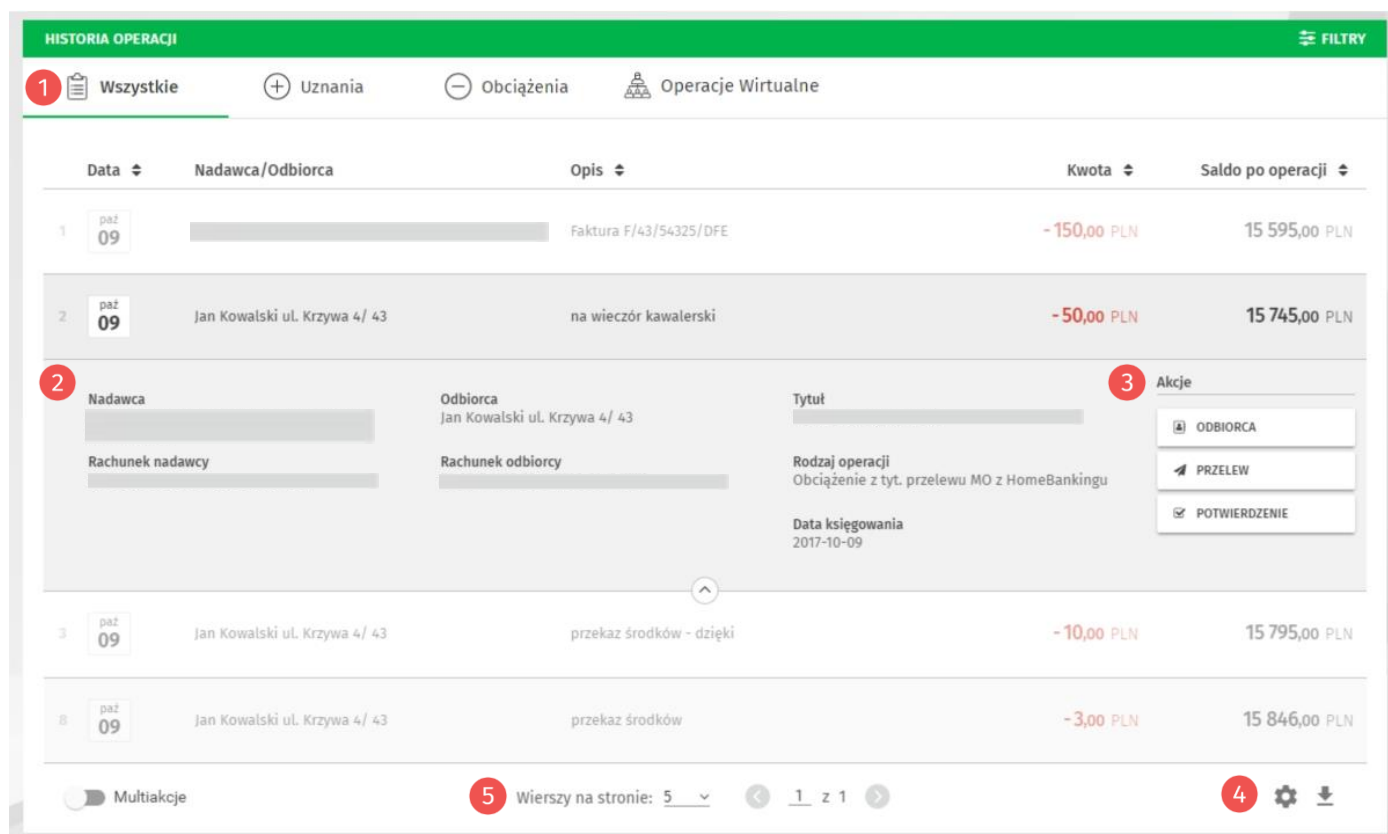 HISTORIA OPERACJI FILTRY
1 Wszystkie Uznania Obciążenia Operacje Wirtualne
Data Nadawca/Odbiorca Opis Kwota Saldo po operacji
1 paź 09 Faktura F/43/54325/DFE -150,00 PLN 15 595,00 PLN
2 paź 09 Jan Kowalski ul. Krzywa 4/ 43 na wieczór kawalerski -50,00 PLN 15 745,00 PLN
2 3 Akcje
Nadawca Odbiorca Tytuł
Jan Kowalski ul. Krzywa 4/ 43
ODBIORCA
Rachunek nadawcy Rachunek odbiorcy Rodzaj operacji
Obciążenie z tyt. przelewu MO z HomeBankingu
PRZELEW
POTWIERDZENIE
Data księgowania
2017-10-09
3 paź 09 Jan Kowalski ul. Krzywa 4/ 43 przekaz środków - dzięki -10,00 PLN 15 795,00 PLN
8 paź 09 Jan Kowalski ul. Krzywa 4/ 43 przekaz środków -3,00 PLN 15 846,00 PLN
Multiakcje 5 Wierszy na stronie: 5 1 z 1 4